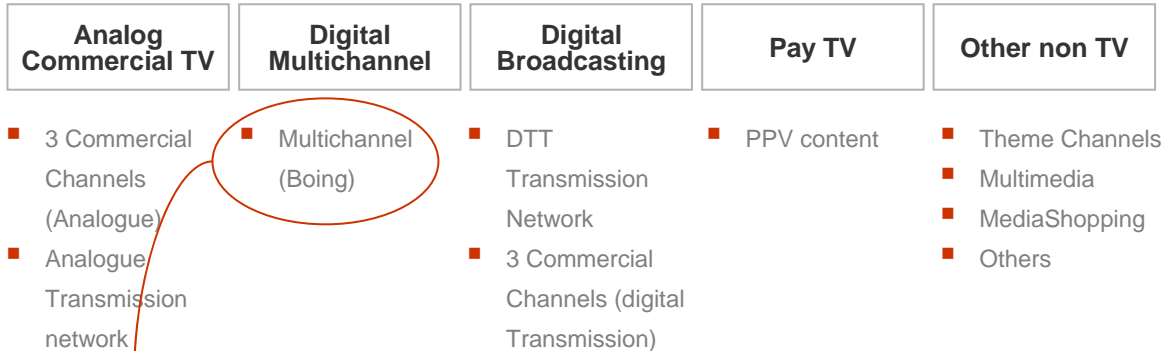 Analog
Commercial TV
Digital
Multichannel
Digital
Broadcasting
Pay TV
Other non TV
3 Commercial
Channels
(Analogue)
Analogue
Transmission
network
Multichannel
(Boing)
DTT
Transmission
Network
3 Commercial
Channels (digital
Transmission)
PPV content
Theme Channels
Multimedia
MediaShopping
Others